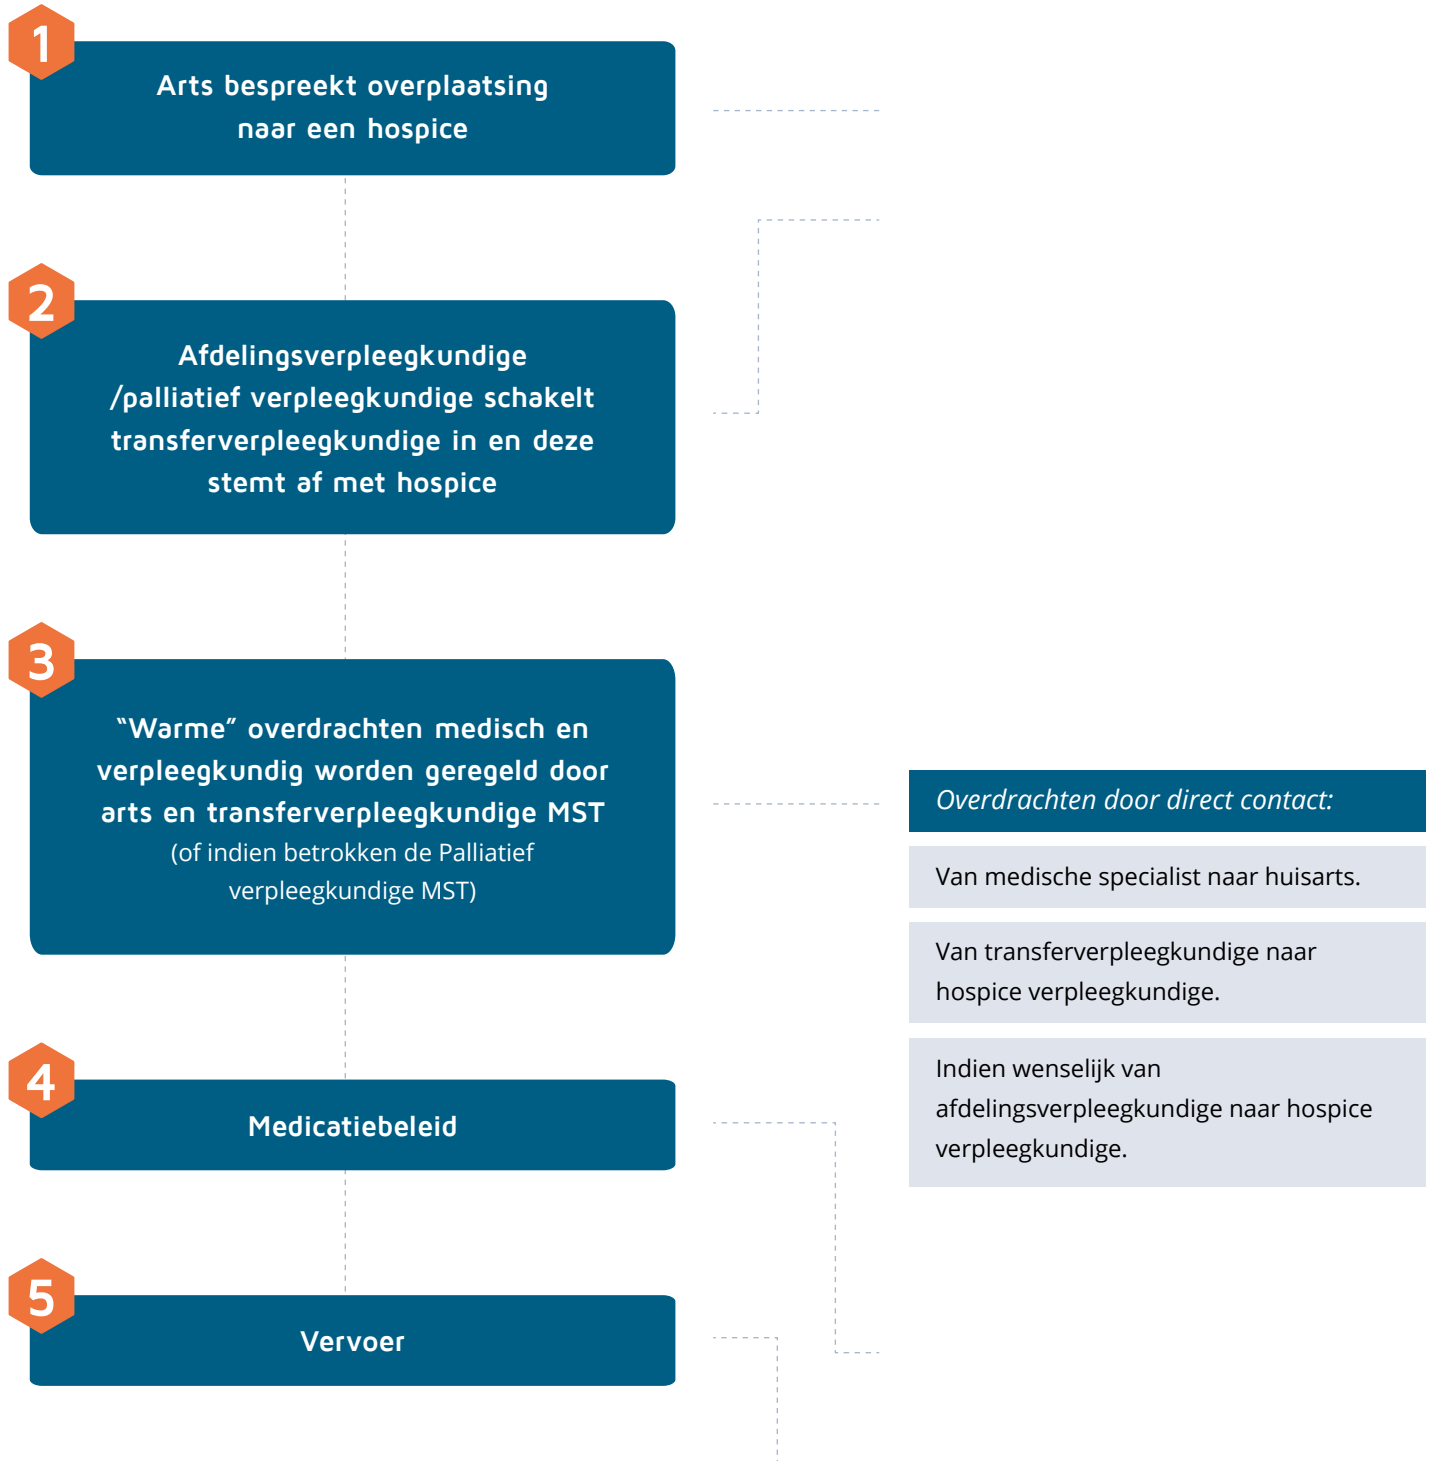 1
Arts bespreekt overplaatsing
naar een hospice
2
Afdelingsverpleegkundige
/palliatief verpleegkundige schakelt
transferverpleegkundige in en deze
stemt af met hospice
3
“Warme” overdrachten medisch en
verpleegkundig worden geregeld door
arts en transferverpleegkundige MST
(of indien betrokken de Palliatief
verpleegkundige MST)
Overdrachten door direct contact:
Van medische specialist naar huisarts.
Van transferverpleegkundige naar
hospice verpleegkundige.
Indien wenselijk van
afdelingsverpleegkundige naar hospice
verpleegkundige.
4
Medicatiebeleid
5
Vervoer